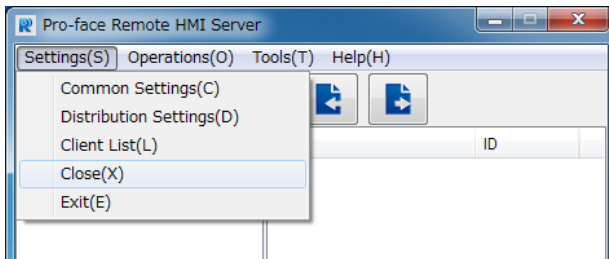 Pro-face Remote HMI Server
Settings(S) Operations(O) Tools(T) Help(H)
Common Settings(C)
Distribution Settings(D)
Client List(L)
ID
Close(X)
Exit(E)